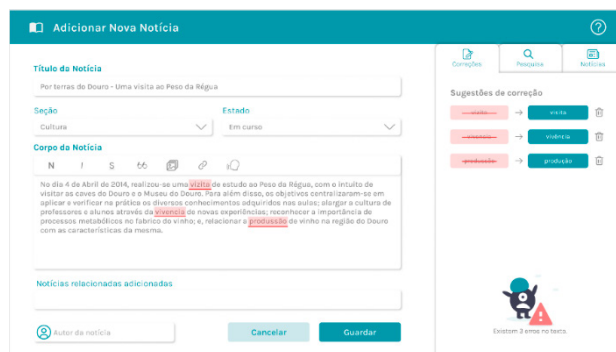 Adicionar Nova Notícia
Correções
Pesquisa
Notícias
Título da Notícia
Por terras do Douro - Uma visita ao Peso da Régua
Seção
Estado
Cultura
Em curso
Corpo da Notícia
N I S
No dia 4 de Abril de 2014, realizou-se uma vizita de estudo ao Peso da Régua, com o intuito de
visitar as caves do Douro e o Museu do Douro. Para além disso, os objetivos centralizaram-se em
aplicar e verificar na prática os diversos conhecimentos adquiridos nas aulas; alargar a cultura de
professores e alunos através da vivencia de novas experiências; reconhecer a importância de
processos metabólicos no fabrico do vinho; e, relacionar a produssão de vinho na região do Douro
com as características da mesma.
Notícias relacionadas adicionadas
Autor da notícia
Cancelar
Guardar
Sugestões de correção
vizita → visita
vivencia → vivência
produssão → produção
Existem 3 erros no texto.